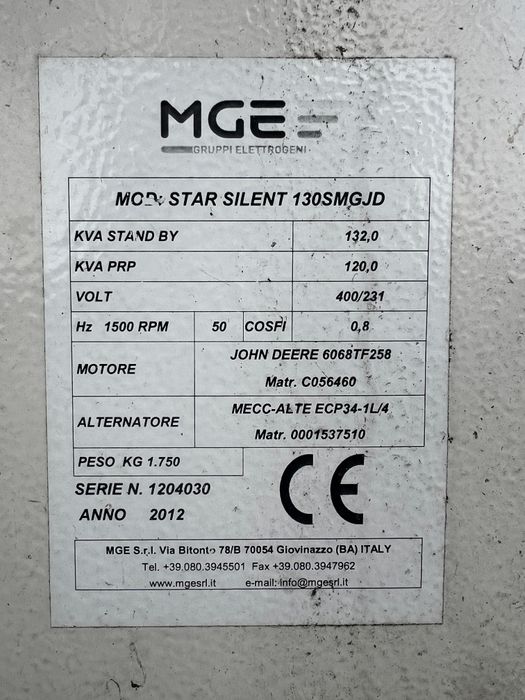 MGE
GRUPPI ELETTROGENI
MOD: STAR SILENT 130SMGJD
KVA STAND BY 132,0
KVA PRP 120,0
VOLT 400/231
Hz 1500 RPM 50 COSFI 0,8
MOTORE JOHN DEERE 6068TF258
Matr. C056460
ALTERNATORE MECC-ALTE ECP34-1L/4
Matr. 0001537510
PESO KG 1.750
SERIE N. 1204030
ANNO 2012
CE
MGE S.r.l. Via Bitonto 78/B 70054 Giovinazzo (BA) ITALY
Tel. +39.080.3945501 Fax +39.080.3947962
www.mgesrl.it e-mail: info@mgesrl.it